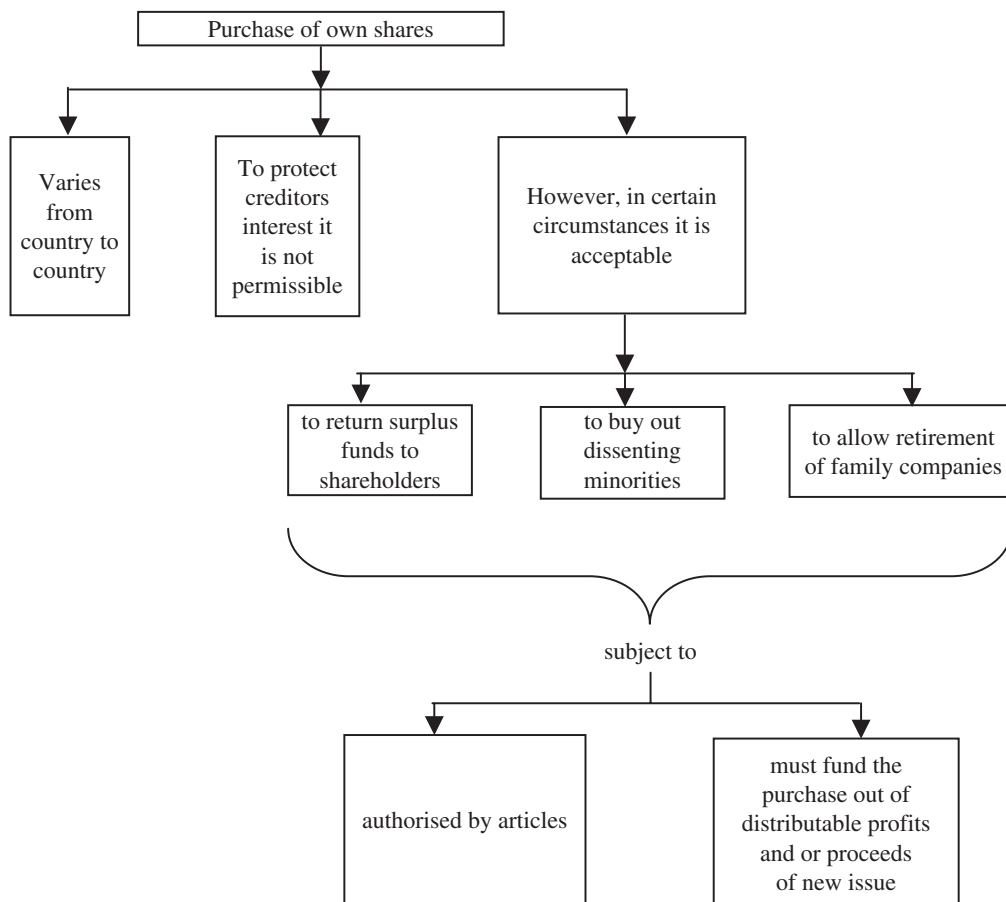 Purchase of own shares
Varies
from
country to
country
To protect
creditors
interest it
is not
permissible
However, in certain
circumstances it is
acceptable
to return surplus
funds to
shareholders
to buy out
dissenting
minorities
to allow retirement
of family companies
subject to
authorised by articles
must fund the
purchase out of
distributable profits
and or proceeds
of new issue